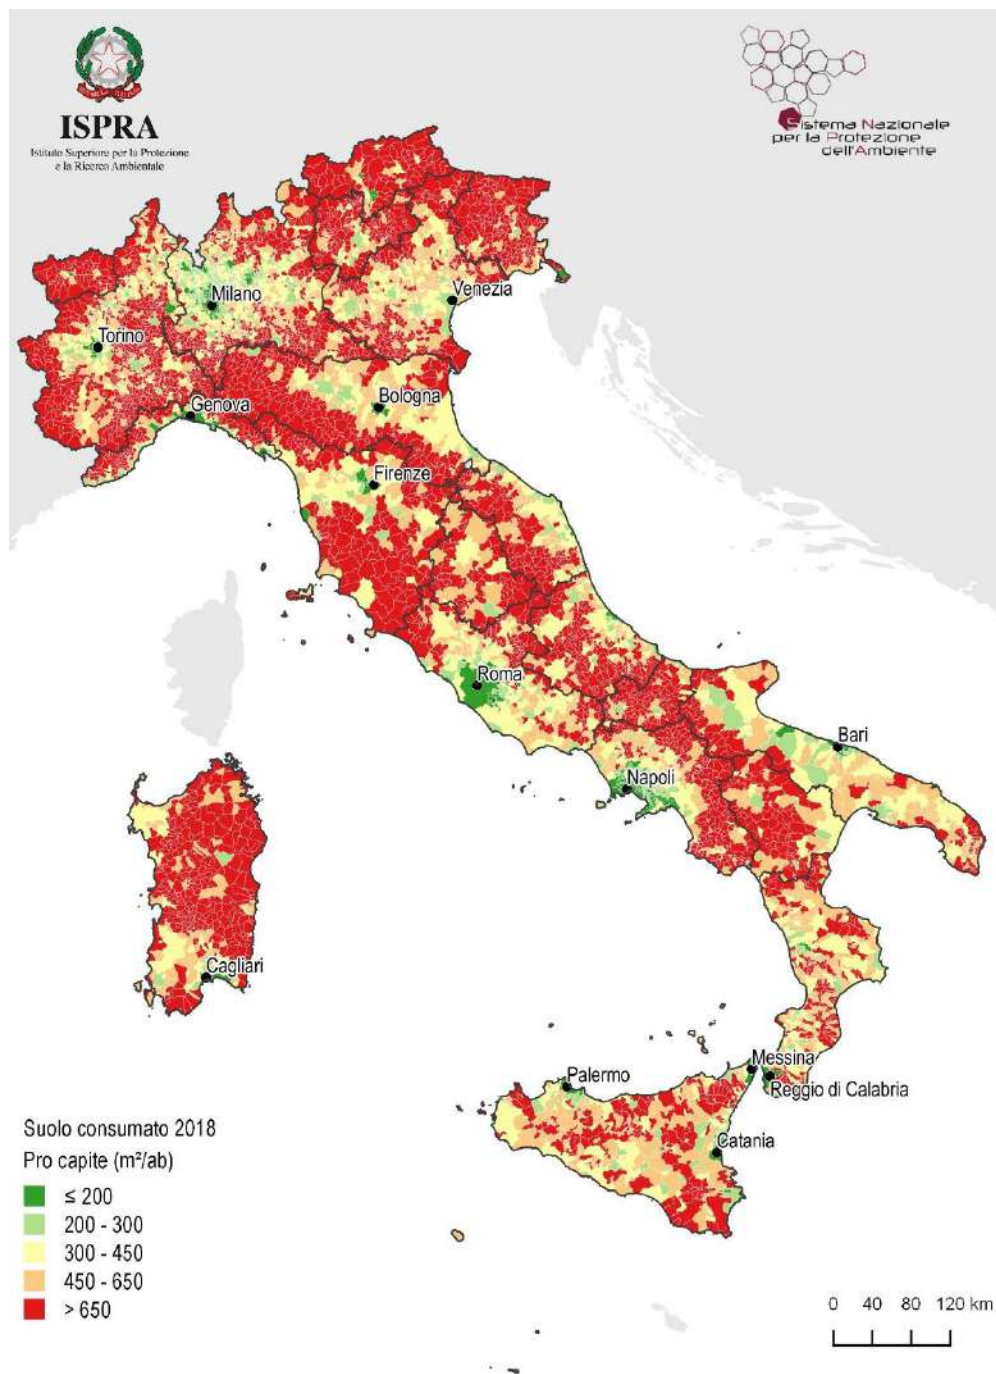 ISPRA
Istituto Superiore per la Protezione
e la Ricerca Ambientale
Sistema Nazionale
per la Protezione
dell'Ambiente
Milano
Venezia
Torino
Genova
Bologna
Firenze
Roma
Bari
Napoli
Cagliari
Messina
Palermo
Reggio di Calabria
Catania
Suolo consumato 2018
Pro capite (m²/ab)
≤ 200
200 - 300
300 - 450
450 - 650
> 650
0 40 80 120 km